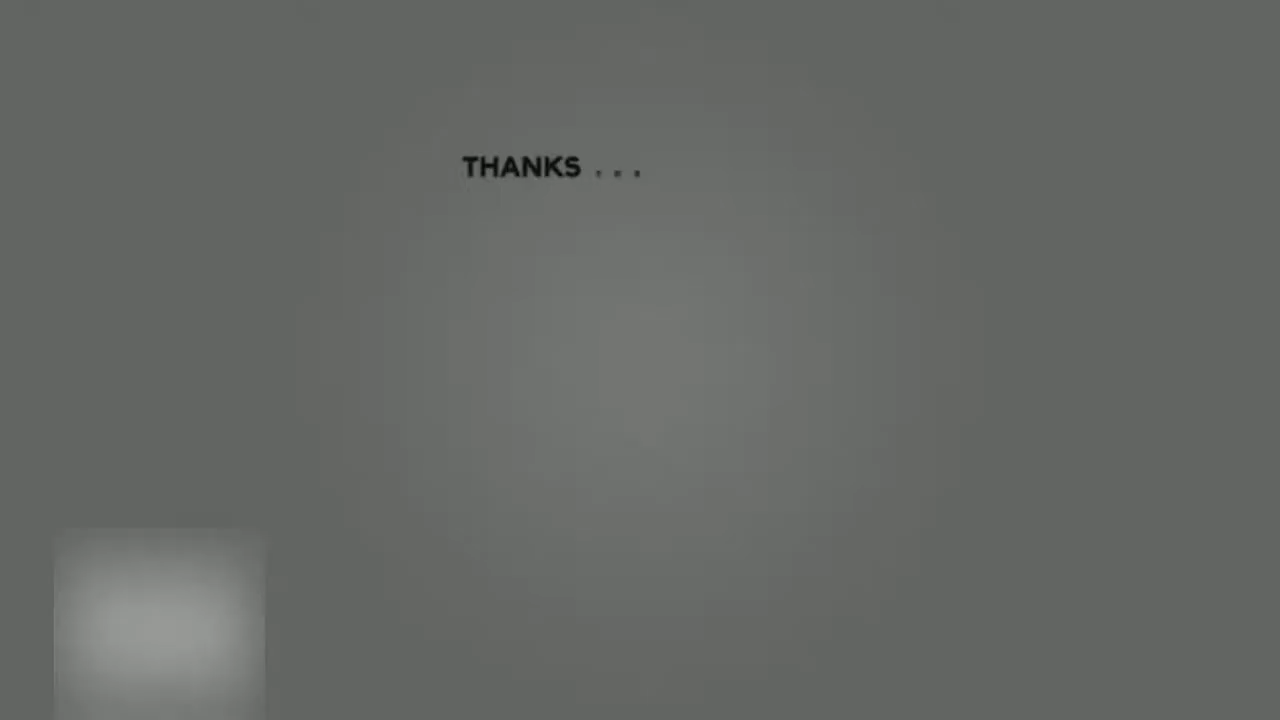 THANKS . . .